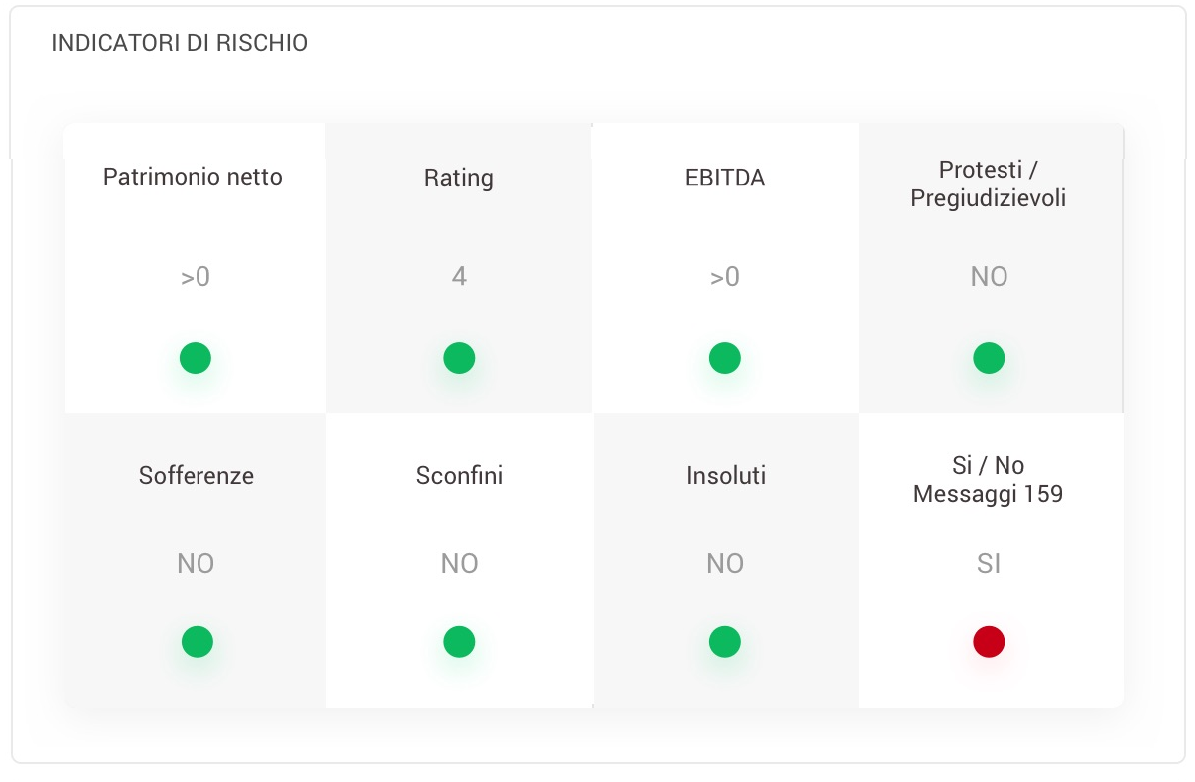 INDICATORI DI RISCHIO
Patrimonio netto
>0
Rating
4
EBITDA
>0
Protesti /
Pregiudizievoli
NO
Sofferenze
NO
Sconfini
NO
Insoluti
NO
Si / No
Messaggi 159
SI